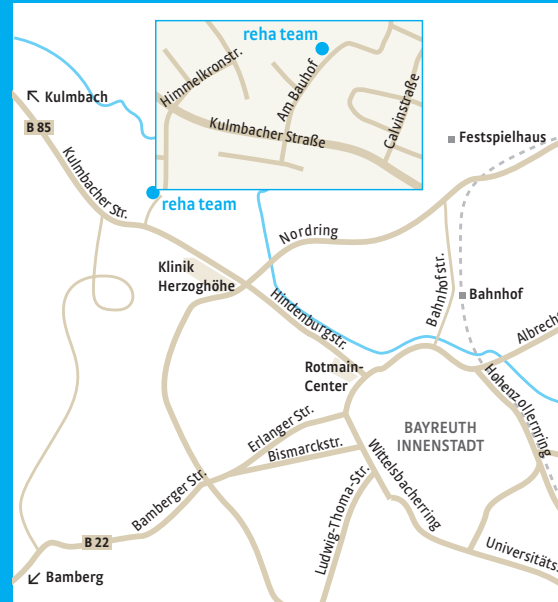 reha team
Himmelkronstr.
Am Bauhof
Kulmbacher Straße
Calvinstraße
Kulmbach
B 85
Festspielhaus
Kulmbacher Str.
reha team
Nordring
Klinik
Herzoghöhe
Bahnhofstr.
Bahnhof
Hindenburgstr.
Albrecht
Rotmain-
Center
Hohenzollernring
Erlanger Str.
BAYREUTH
INNENSTADT
Bismarckstr.
Wittelsbacherring
Bamberger Str.
Ludwig-Thoma-Str.
B 22
Universitäts
Bamberg